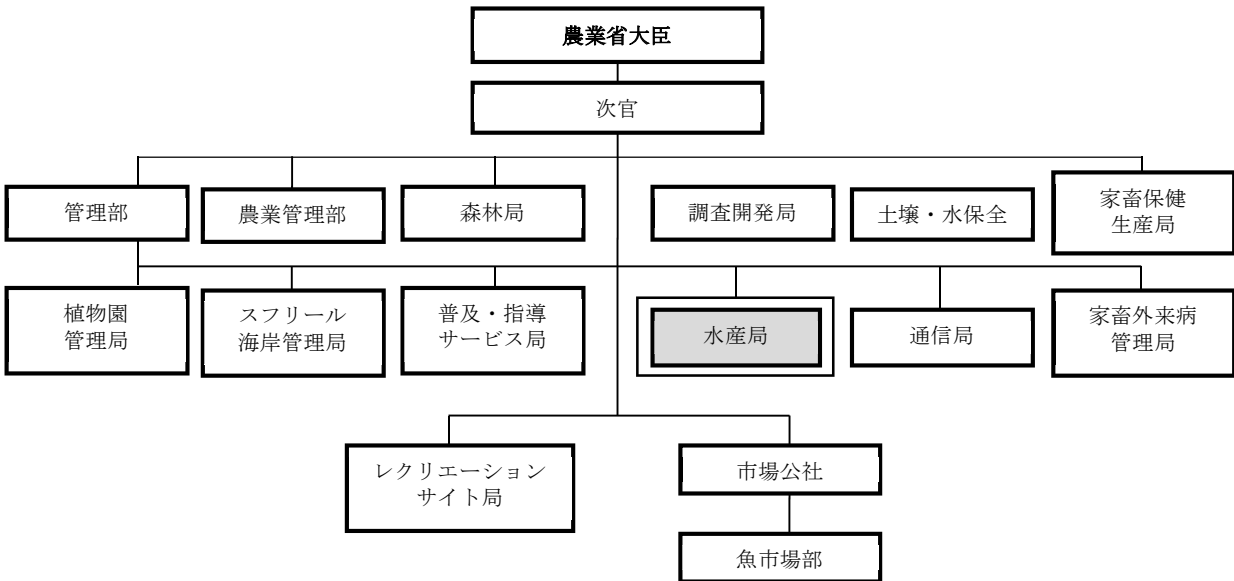 農業省大臣
次官
管理部
農業管理部
森林局
調査開発局
土壌・水保全
家畜保健
生産局
植物園
管理局
スフリール
海岸管理局
普及・指導
サービス局
水産局
通信局
家畜外来病
管理局
レクリエーション
サイト局
市場公社
魚市場部